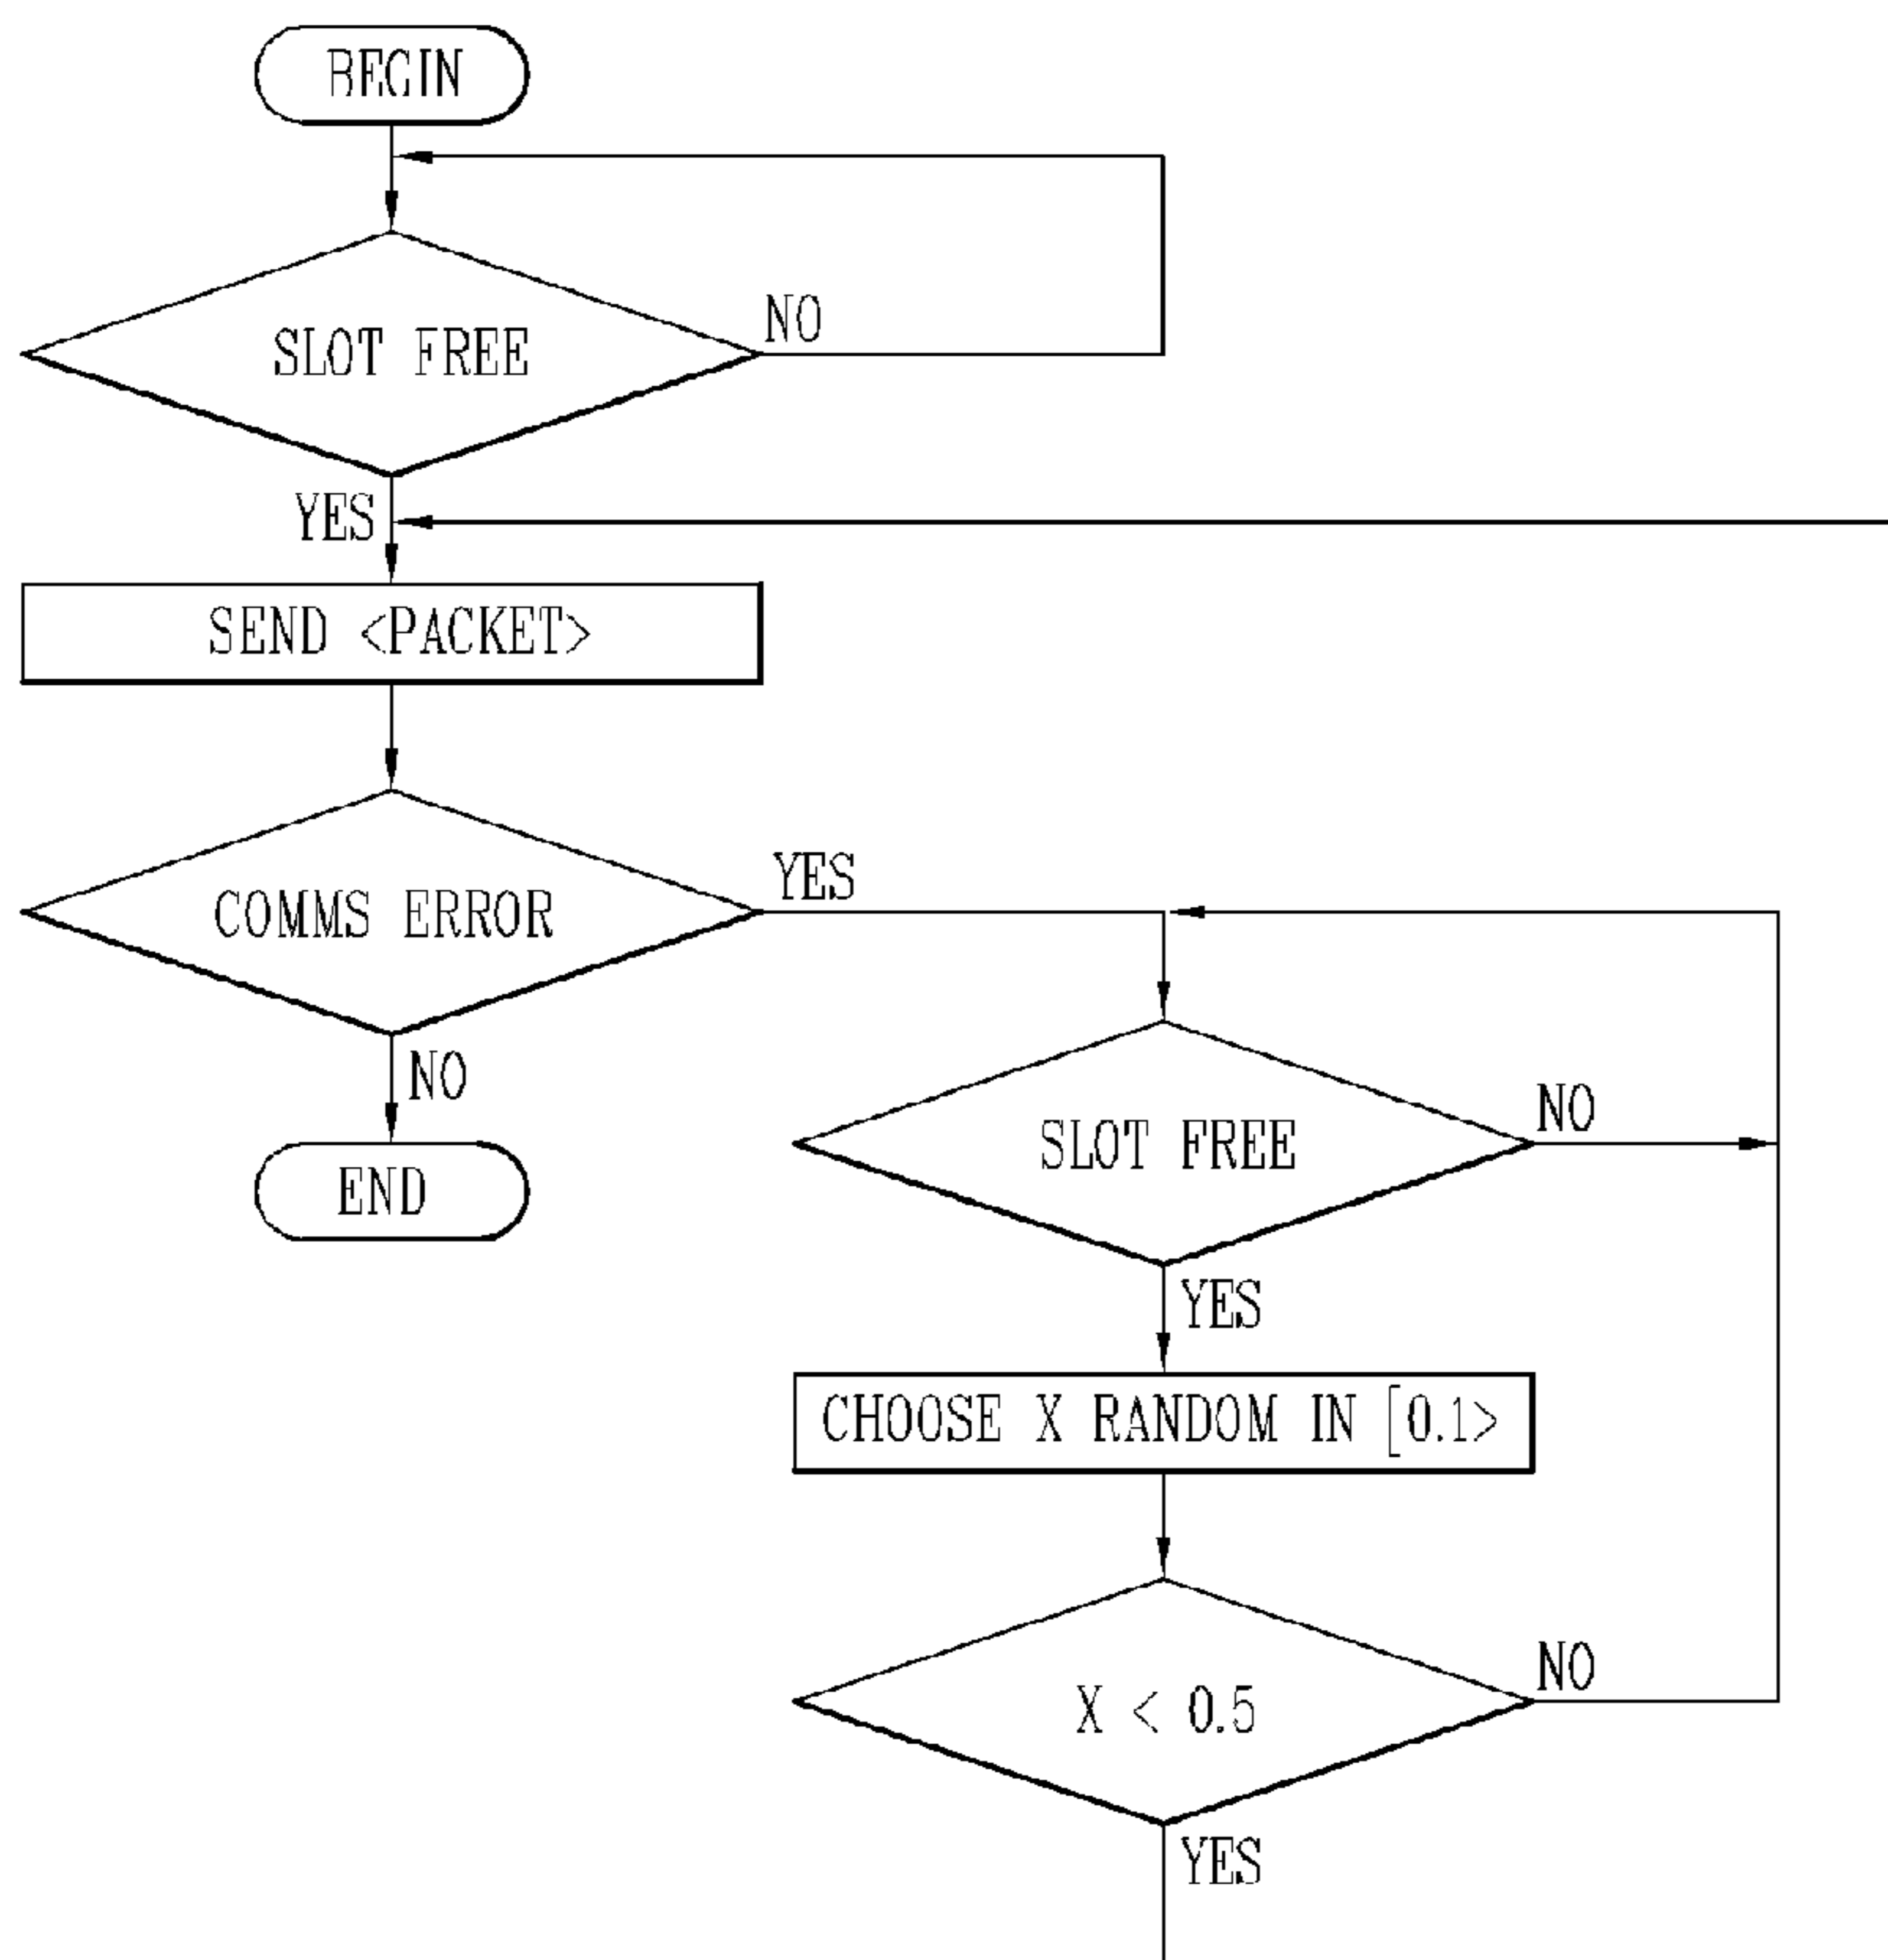 BEGIN
SLOT FREE
NO
YES
SEND <PACKET>
COMMS ERROR
YES
NO
END
SLOT FREE
NO
YES
CHOOSE X RANDOM IN [0.1>
X < 0.5
NO
YES